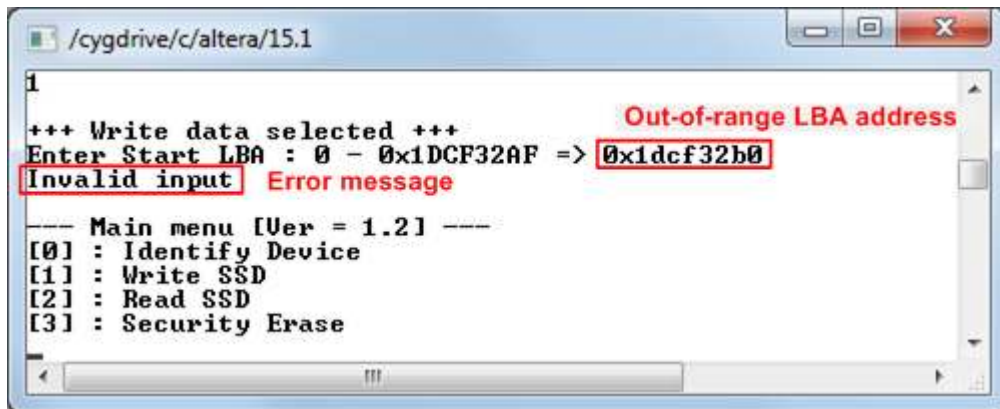 /cygdrive/c/altera/15.1
1
+++ Write data selected +++
Out-of-range LBA address
Enter Start LBA : 0 - 0x1DCF32AF => 0x1dcf32b0
Invalid input Error message
--- Main menu [Ver = 1.2] ---
[0] : Identify Device
[1] : Write SSD
[2] : Read SSD
[3] : Security Erase